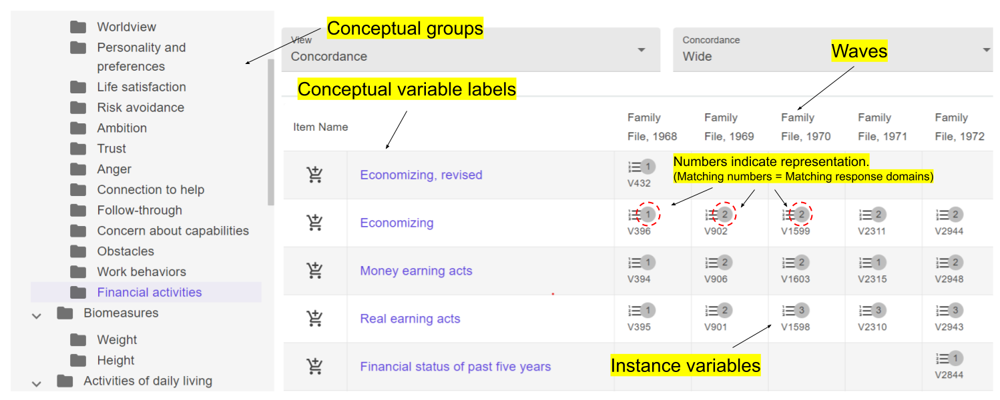 Worldview
Personality and
preferences
Life satisfaction
Risk avoidance
Ambition
Trust
Anger
Connection to help
Follow-through
Concern about capabilities
Obstacles
Work behaviors
Financial activities
Biomeasures
Weight
Height
Activities of daily living
Conceptual groups
View
Concordance
Concordance
Wide
Waves
Conceptual variable labels
Item Name
Family
File, 1968
Family
File, 1969
Family
File, 1970
Family
File, 1971
Family
File, 1972
Numbers indicate representation.
(Matching numbers = Matching response domains)
Economizing, revised
1
V432
Economizing
1
V396
2
V902
2
V1599
2
V2311
2
V2944
Money earning acts
1
V394
2
V906
2
V1603
1
V2315
2
V2948
Real earning acts
1
V395
2
V901
3
V1598
3
V2310
3
V2943
Instance variables
Financial status of past five years
1
V2844